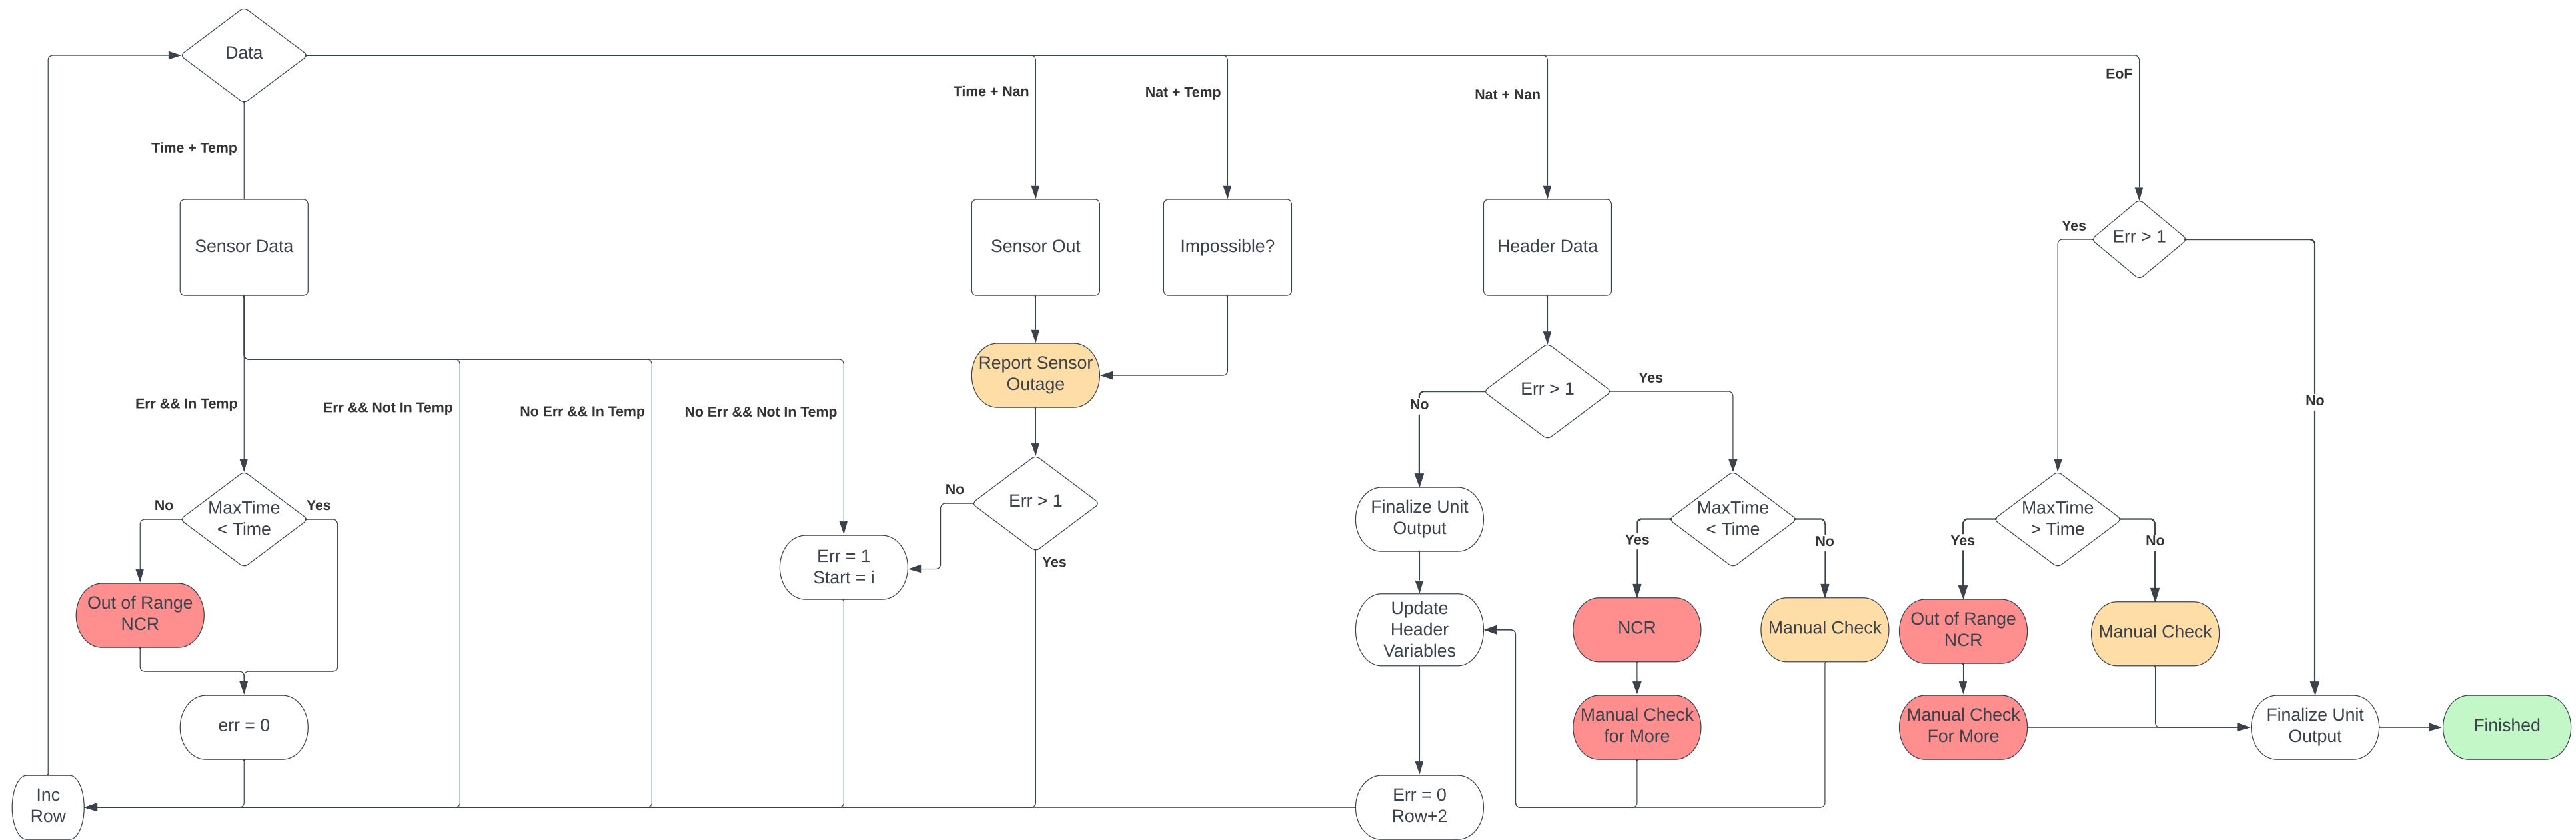 Data
EoF
Time + Nan
Nat + Temp
Nat + Nan
Time + Temp
Yes
Err > 1
Sensor Data
Sensor Out
Impossible?
Header Data
Report Sensor
Outage
Yes
Err > 1
No
No
Err && In Temp
Err && Not In Temp
No Err && In Temp
No Err && Not In Temp
No
Err > 1
Yes
No
MaxTime
< Time
Yes
Finalize Unit
Output
MaxTime
< Time
Yes
No
MaxTime
> Time
Yes
No
Err = 1
Start = i
Out of Range
NCR
Update
Header
Variables
NCR
Manual Check
Out of Range
NCR
Manual Check
err = 0
Manual Check
for More
Manual Check
For More
Finalize Unit
Output
Finished
Inc
Row
Err = 0
Row+2